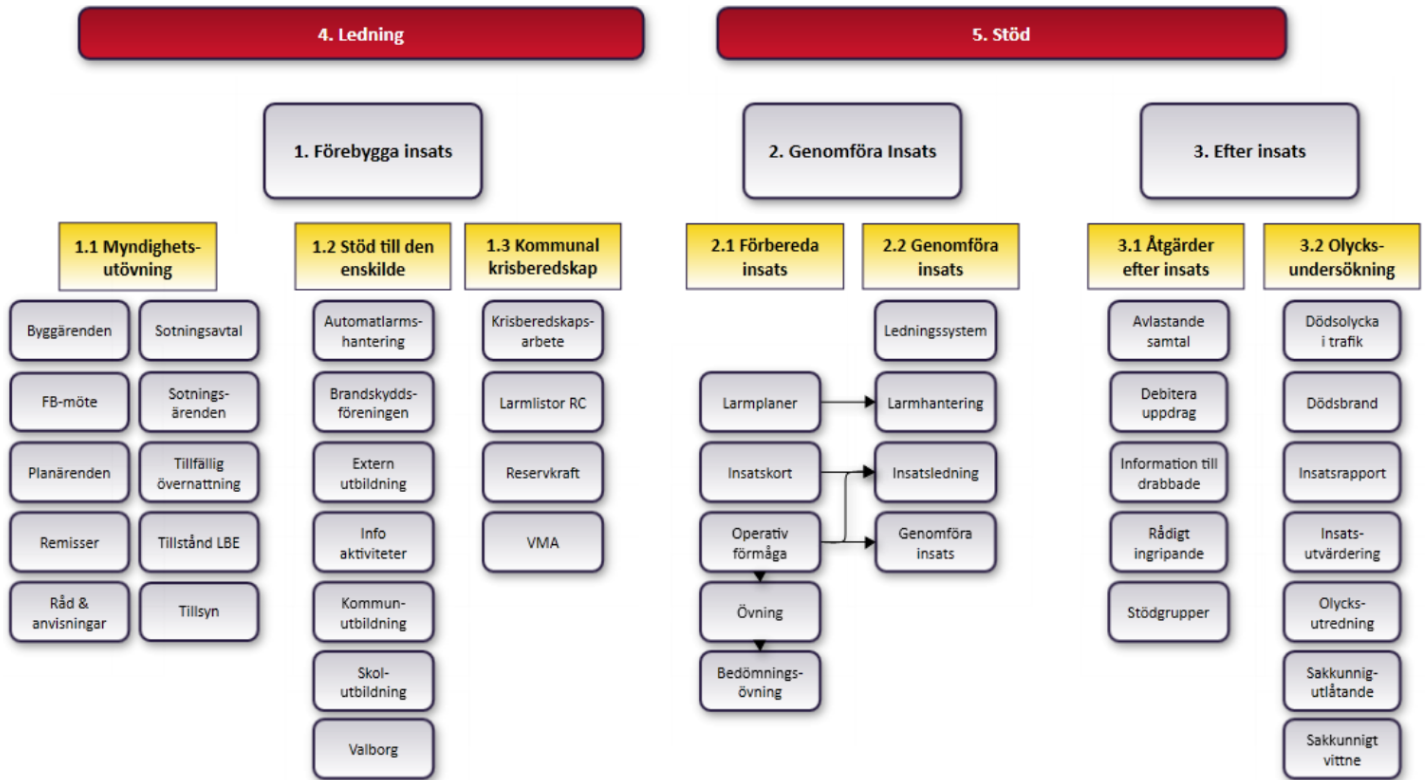 4. Ledning
5. Stöd
1. Förebygga insats
2. Genomföra Insats
3. Efter insats
1.1 Myndighets-
utövning
1.2 Stöd till den
enskilde
1.3 Kommunal
krisberedskap
2.1 Förbereda
insats
2.2 Genomföra
insats
3.1 Åtgärder
efter insats
3.2 Olycks-
undersökning
Byggärenden
FB-möte
Planärenden
Remisser
Råd &
anvisningar
Sotningsavtal
Sotnings-
ärenden
Tillfällig
övernattning
Tillstånd LBE
Tillsyn
Automatlarms-
hantering
Brandskydds-
föreningen
Extern
utbildning
Info
aktiviteter
Kommun-
utbildning
Skol-
utbildning
Valborg
Krisberedskaps-
arbete
Larmlistor RC
Reservkraft
VMA
Larmplaner
Insatskort
Operativ
förmåga
Övning
Bedömnings-
övning
Ledningssystem
Larmhantering
Insatsledning
Genomföra
insats
Avlastande
samtal
Debitera
uppdrag
Information till
drabbade
Rådigt
ingripande
Stödgrupper
Dödsolycka
i trafik
Dödsbrand
Insatsrapport
Insats-
utvärdering
Olycks-
utredning
Sakkunnig-
utlåtande
Sakkunnigt
vittne